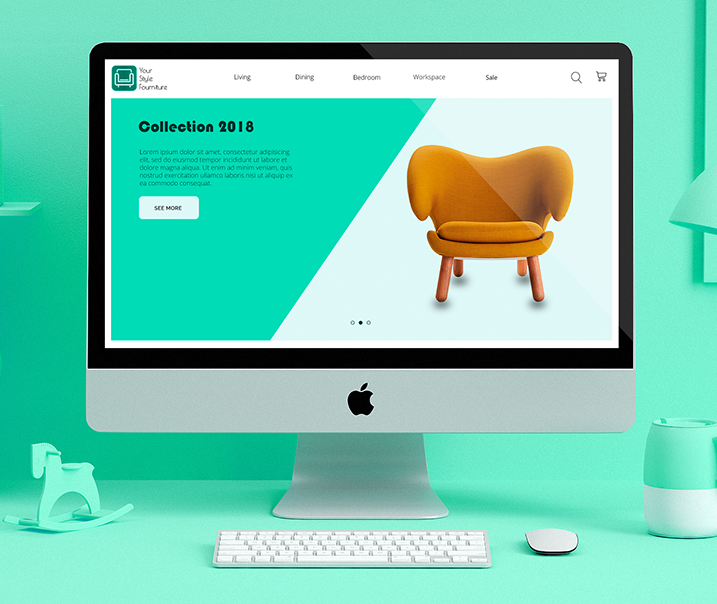 Your
Style
Fourniture
Living
Dining
Bedroom
Workspace
Sale
Collection 2018
Lorem ipsum dolor sit amet, consectetur adipisicing
elit, sed do eiusmod tempor incididunt ut labore et
dolore magna aliqua. Ut enim ad minim veniam, quis
nostrud exercitation ullamco laboris nisi ut aliquip ex
ea commodo consequat.
SEE MORE